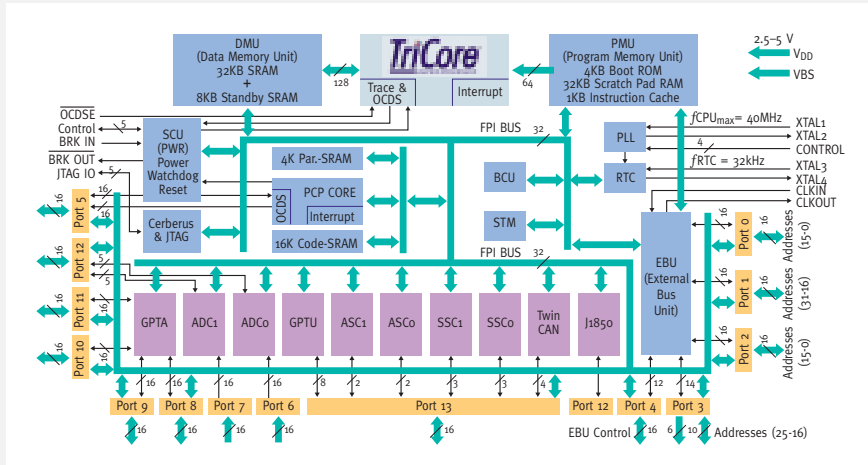 DMU
(Data Memory Unit)
32KB SRAM
+
8KB Standby SRAM
128
TriCore
Trace &
OCDS
Interrupt
64
PMU
(Program Memory Unit)
4KB Boot ROM
32KB Scratch Pad RAM
1KB Instruction Cache
2.5–5 V
VDD
VBS
OCDSE
Control
5
BRK IN
BRK OUT
JTAG IO
5
SCU
(PWR)
Power
Watchdog
Reset
Cerberus
& JTAG
FPI BUS
32
4K Par.-SRAM
PCP CORE
OCDS
Interrupt
16K Code-SRAM
BCU
STM
PLL
RTC
fCPUmax= 40MHz
4
fRTC = 32kHz
XTAL1
XTAL2
CONTROL
XTAL3
XTAL4
CLKIN
CLKOUT
16
Port 5
16
16
16
Port 12
5
5
16
Port 11
16
16
Port 10
16
FPI BUS
32
GPTA
ADC1
ADC0
GPTU
ASC1
ASC0
SSC1
SSC0
Twin
CAN
J1850
EBU
(External
Bus
Unit)
16
Port 0
16
Addresses
(15-0)
16
Port 1
16
Addresses
(31-16)
16
Port 2
16
Addresses
(15-0)
16
16
16
16
8
2
2
3
3
4
12
14
Port 9
Port 8
Port 7
Port 6
Port 13
Port 12
Port 4
Port 3
16
16
16
16
16
EBU Control
16
6
10
Addresses (25-16)